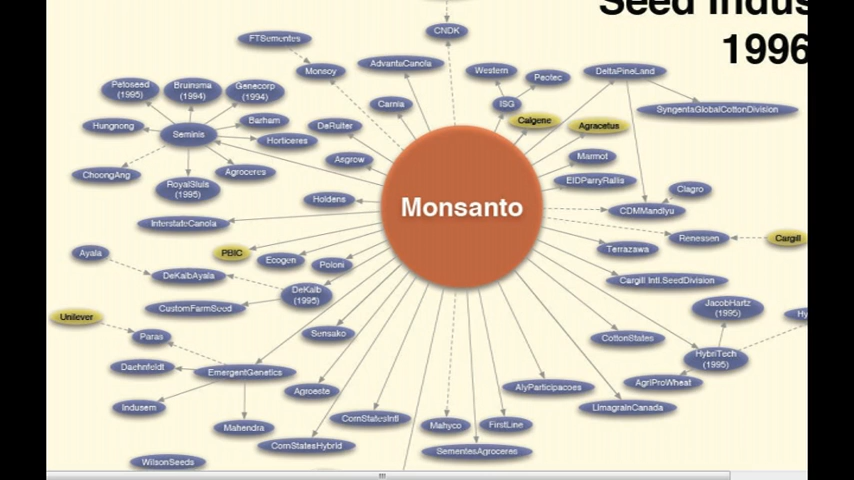 Seed Indus
1996
CNDK
FTSementes
Monsoy
AdvantaCanola
Western
Peotec
DeltaPineLand
Petoseed
(1995)
Bruinsma
(1994)
Genecorp
(1994)
Carnia
ISG
SyngentaGlobalCottonDivision
Hungnong
Barham
DeRuiter
Calgene
Agracetus
Seminis
Horticeres
ChoongAng
Agroceres
Asgrow
Marmot
RoyalSluis
(1995)
EIDParryRallis
Clagro
Holdens
Monsanto
CDMMandiyu
InterstateCanola
Renessen
Cargill
Ayala
PBIC
Ecogen
Poloni
Terrazawa
DeKalbAyala
Cargill Intl.SeedDivision
DeKalb
(1995)
CustomFarmSeed
JacobHartz
(1995)
Hy
Unilever
Paras
Sensako
CottonStates
HybriTech
(1995)
Daehnfeldt
EmergentGenetics
Agroeste
AlyParticipacoes
AgriProWheat
Indusem
CornStatesIntl
LimagrainCanada
Mahendra
Mahyco
FirstLine
CornStatesHybrid
SementesAgroceres
WilsonSeeds